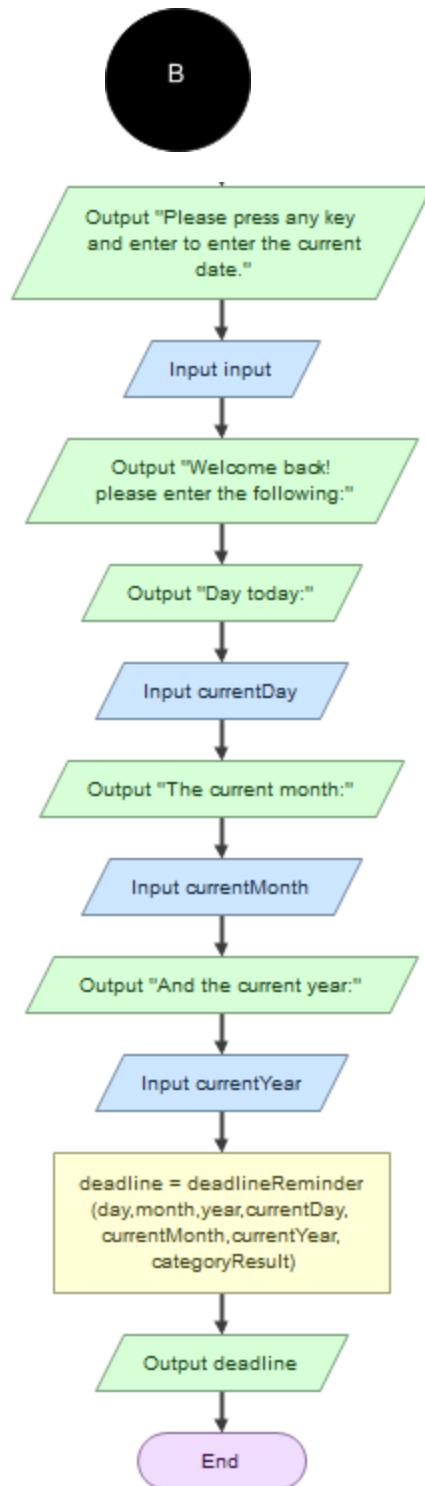 B
Output "Please press any key
and enter to enter the current
date."
Input input
Output "Welcome back!
please enter the following:"
Output "Day today:"
Input currentDay
Output "The current month:"
Input currentMonth
Output "And the current year:"
Input currentYear
deadline = deadlineReminder
(day,month,year,currentDay,
currentMonth,currentYear,
categoryResult)
Output deadline
End